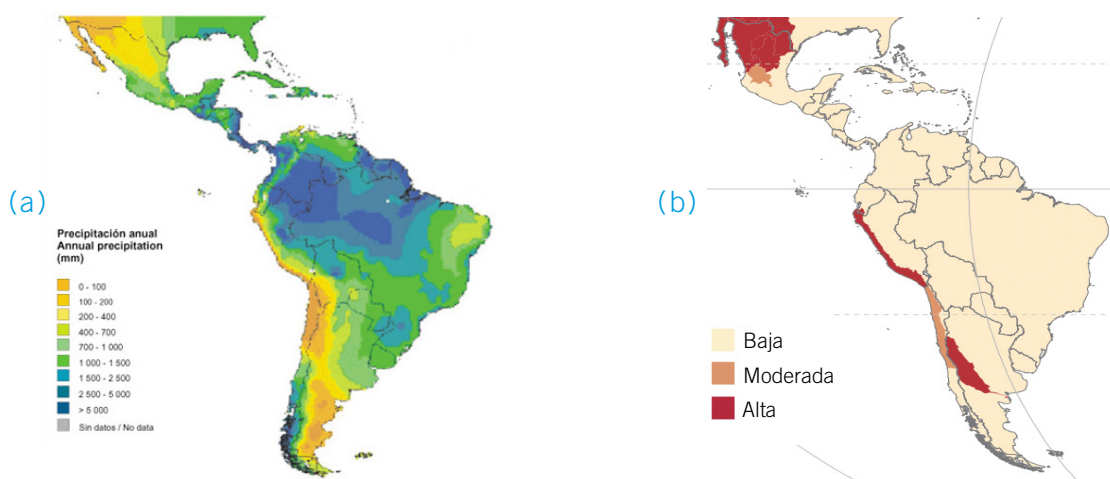 (a)
Precipitación anual
Annual precipitation
(mm)
0 - 100
100 - 200
200 - 400
400 - 700
700 - 1 000
1 000 - 1 500
1 500 - 2 500
2 500 - 5 000
> 5 000
Sin datos / No data
(b)
Baja
Moderada
Alta